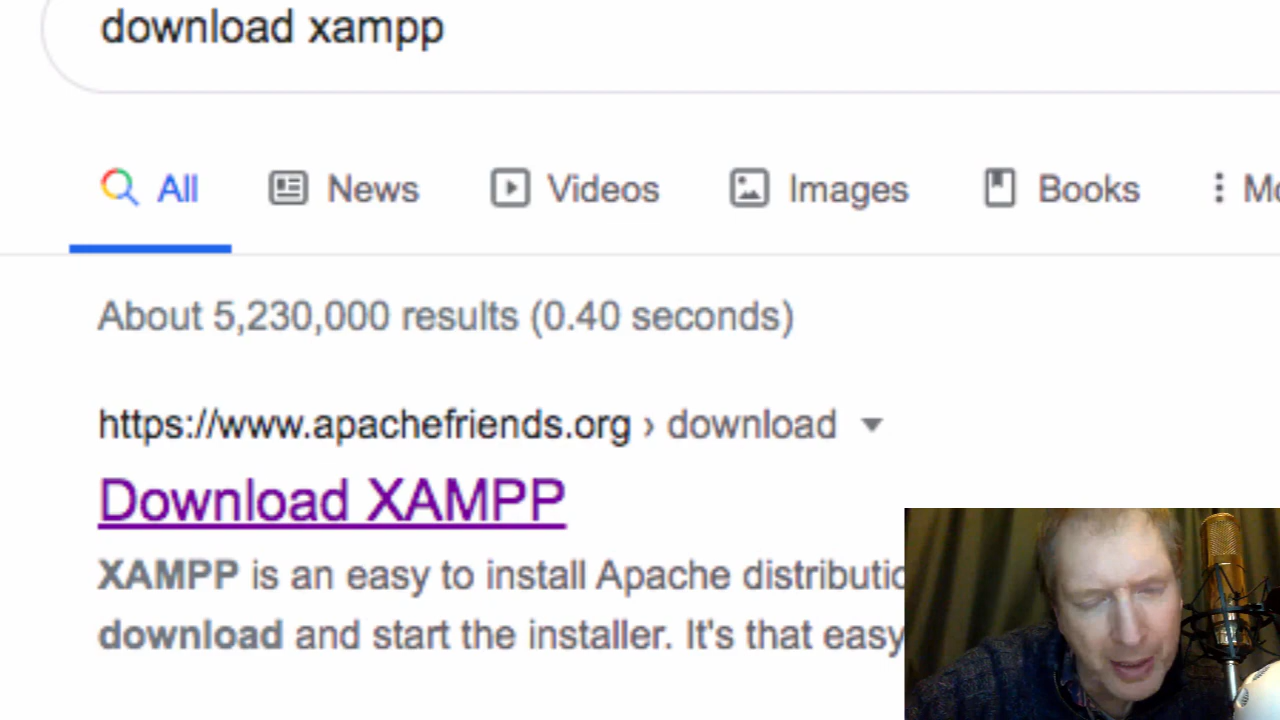 download xampp
All News Videos Images Books
About 5,230,000 results (0.40 seconds)
https://www.apachefriends.org › download
Download XAMPP
XAMPP is an easy to install Apache
download and start the installer. It's that easy